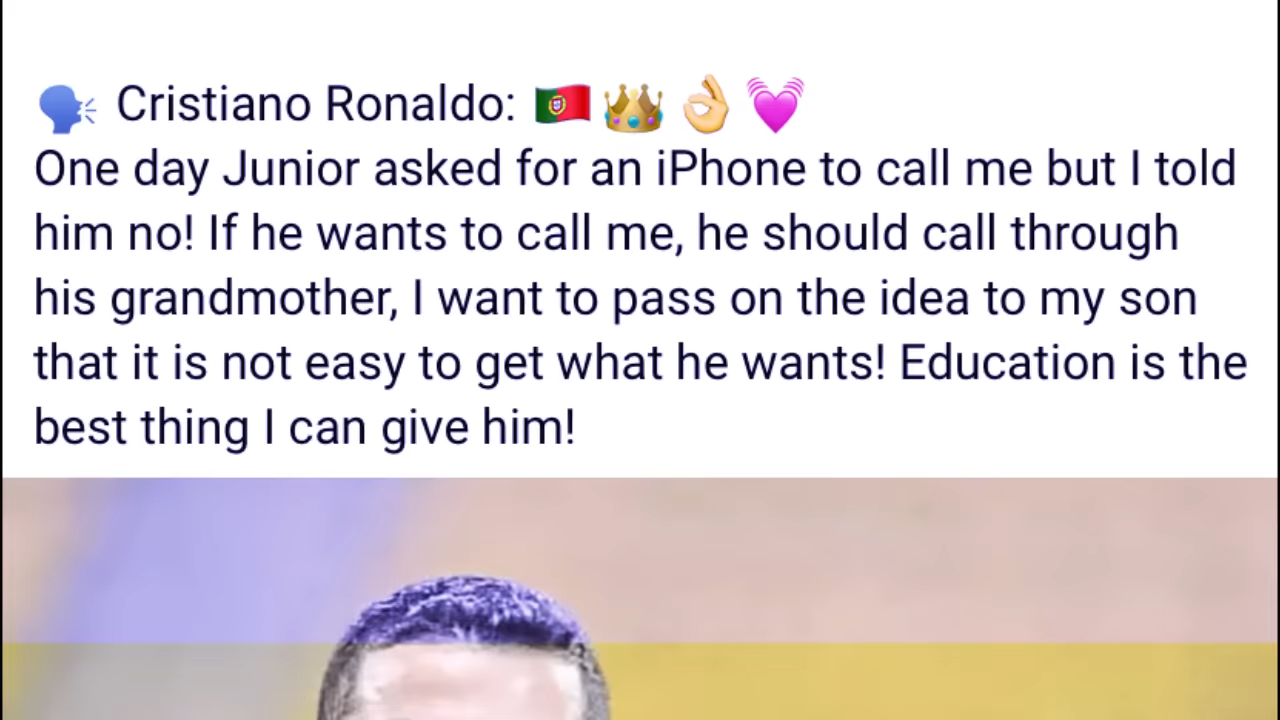 🗣 Cristiano Ronaldo: 🇵🇹 👑 👌🏼 💓
One day Junior asked for an iPhone to call me but I told
him no! If he wants to call me, he should call through
his grandmother, I want to pass on the idea to my son
that it is not easy to get what he wants! Education is the
best thing I can give him!